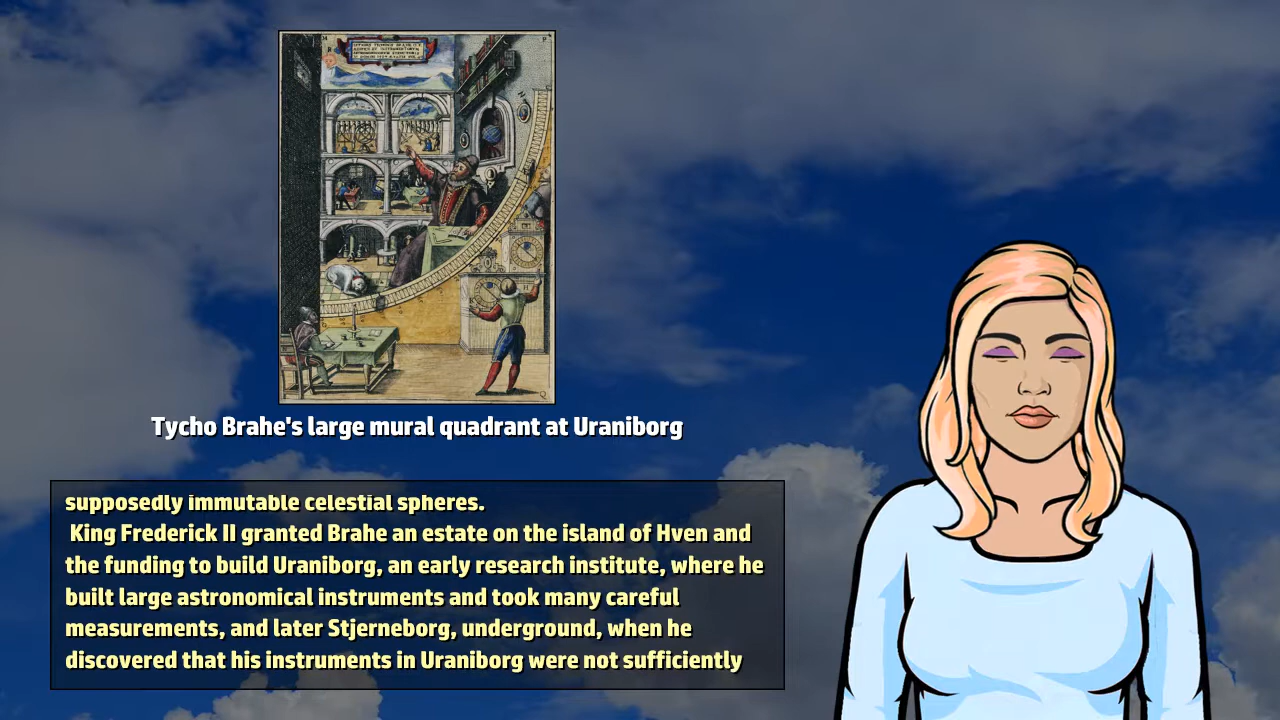 Tycho Brahe's large mural quadrant at Uraniborg
supposedly immutable celestial spheres.
King Frederick II granted Brahe an estate on the island of Hven and
the funding to build Uraniborg, an early research institute, where he
built large astronomical instruments and took many careful
measurements, and later Stjerneborg, underground, when he
discovered that his instruments in Uraniborg were not sufficiently